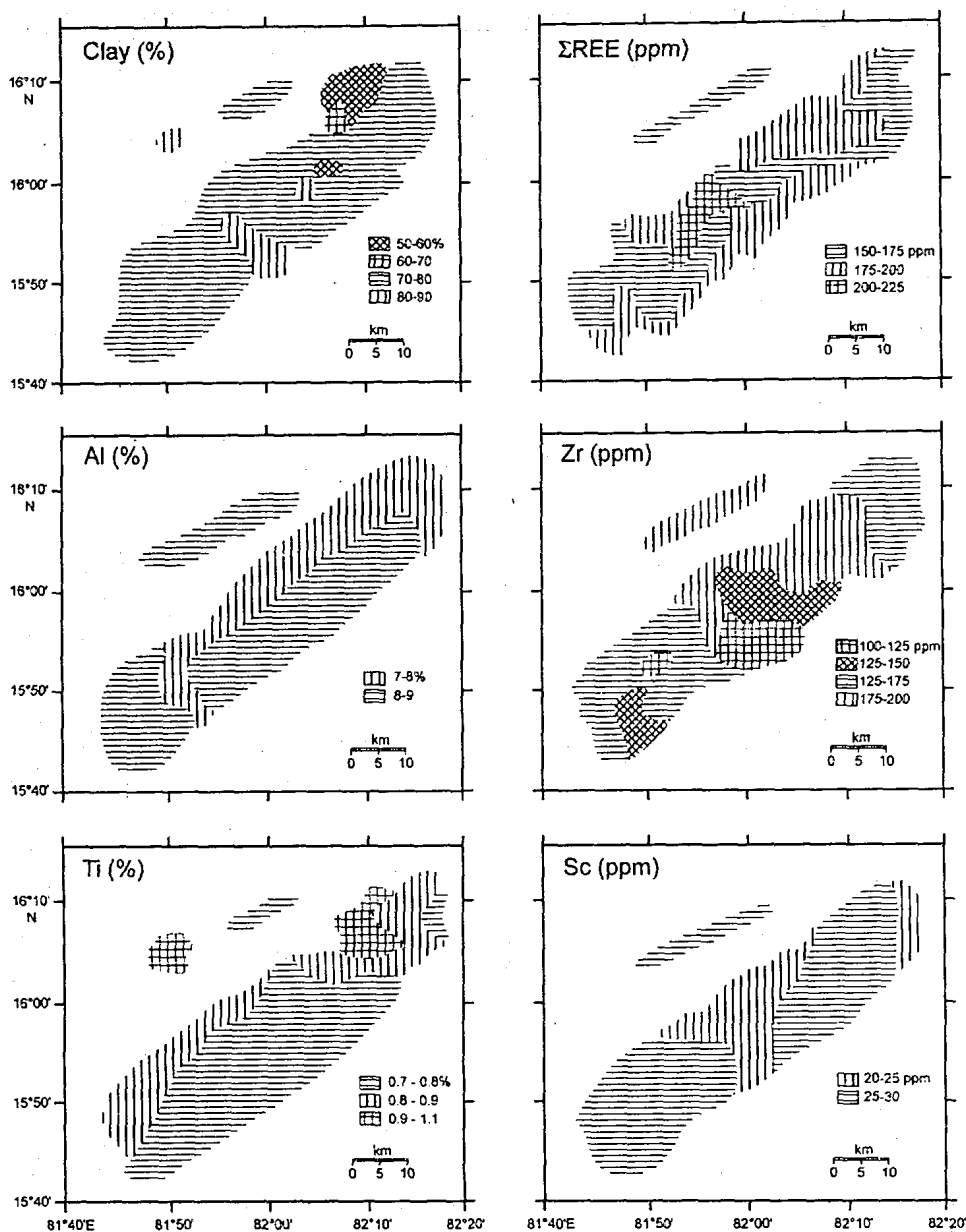 Clay (%)
16°10'
N
16°00'
15°50'
15°40'
50-60%
60-70
70-80
80-90
km
0 5 10
ΣREE (ppm)
150-175 ppm
175-200
200-225
km
0 5 10
Al (%)
16°10'
N
16°00'
15°50'
15°40'
7-8%
8-9
km
0 5 10
Zr (ppm)
100-125 ppm
125-150
125-175
175-200
km
0 5 10
Ti (%)
16°10'
N
16°00'
15°50'
15°40'
0.7 - 0.8%
0.8 - 0.9
0.9 - 1.1
km
0 5 10
81°40'E 81°50' 82°00' 82°10' 82°20'
Sc (ppm)
20-25 ppm
25-30
km
0 5 10
81°40' 81°50' 82°00' 82°10' 82°20'